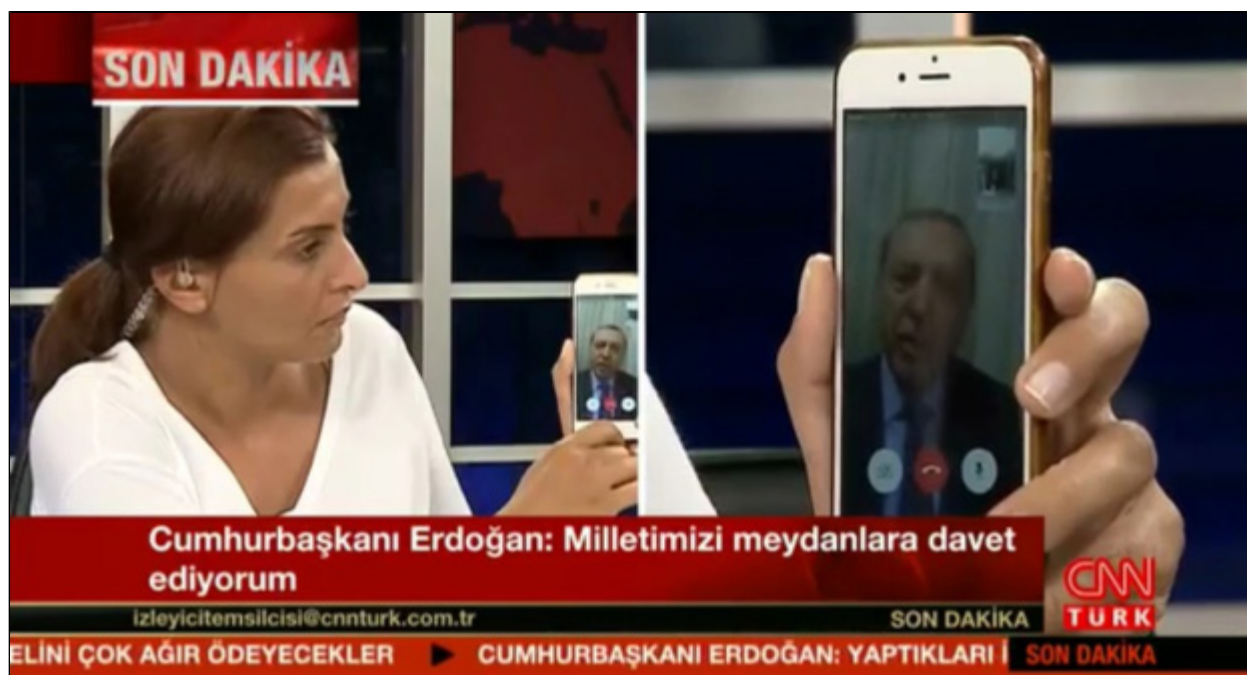 SON DAKİKA
Cumhurbaşkanı Erdoğan: Milletimizi meydanlara davet
ediyorum
izleyicitemsilcisi@cnnturk.com.tr
SON DAKİKA
CNN
TÜRK
ELİNİ ÇOK AĞIR ÖDEYECEKLER ► CUMHURBAŞKANI ERDOĞAN: YAPTIKLARI İ
SON DAKİKA